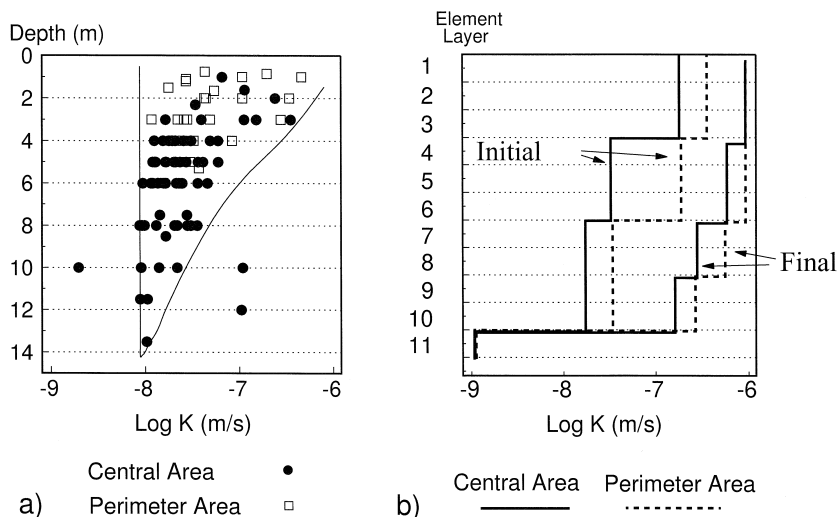 Depth (m)
0
2
4
6
8
10
12
14
-9 -8 -7 -6
Log K (m/s)
Central Area
Perimeter Area
a)
Element
Layer
1
2
3
4
5
6
7
8
9
10
11
Initial
Final
-9 -8 -7 -6
Log K (m/s)
Central Area Perimeter Area
b)